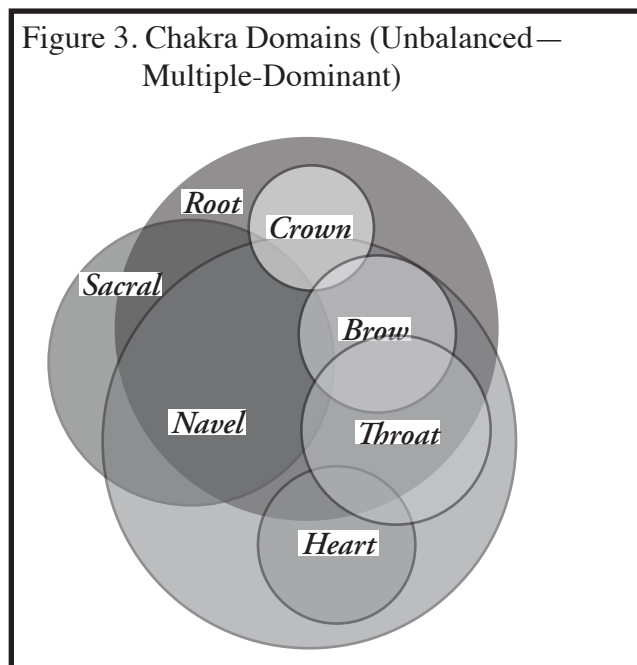 Figure 3. Chakra Domains (Unbalanced—
Multiple-Dominant)
Root
Crown
Sacral
Brow
Navel
Throat
Heart